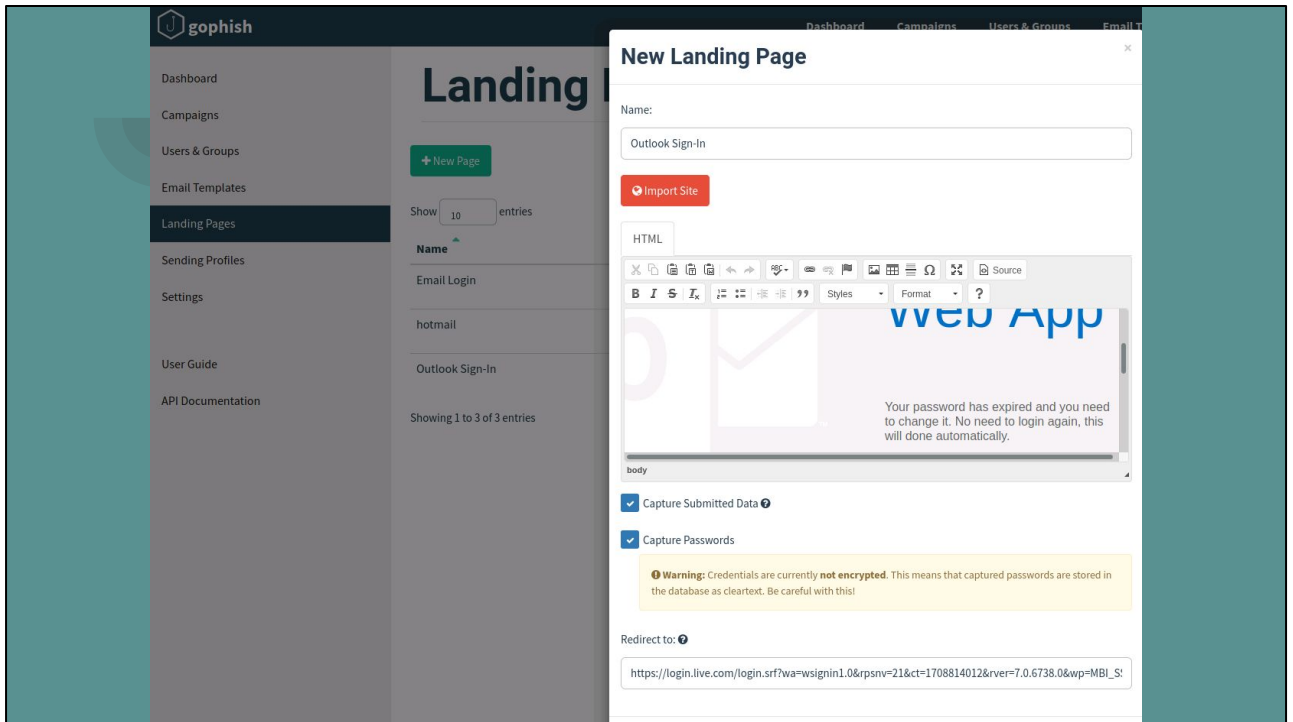 gophish
Dashboard Campaigns Users & Groups Email T
Dashboard
Campaigns
Users & Groups
Email Templates
Landing Pages
Sending Profiles
Settings
User Guide
API Documentation
Landing
New Page
Show 10 entries
Name
Email Login
hotmail
Outlook Sign-In
Showing 1 to 3 of 3 entries
New Landing Page
×
Name:
Outlook Sign-In
Import Site
HTML
ABC Ω Source
B I S Ix Styles Format ?
Web App
Your password has expired and you need
to change it. No need to login again, this
will done automatically.
body
Capture Submitted Data
Capture Passwords
Warning: Credentials are currently not encrypted. This means that captured passwords are stored in
the database as cleartext. Be careful with this!
Redirect to:
https://login.live.com/login.srf?wa=wsignin1.0&rpsnv=21&ct=1708814012&rver=7.0.6738.0&wp=MBI_S